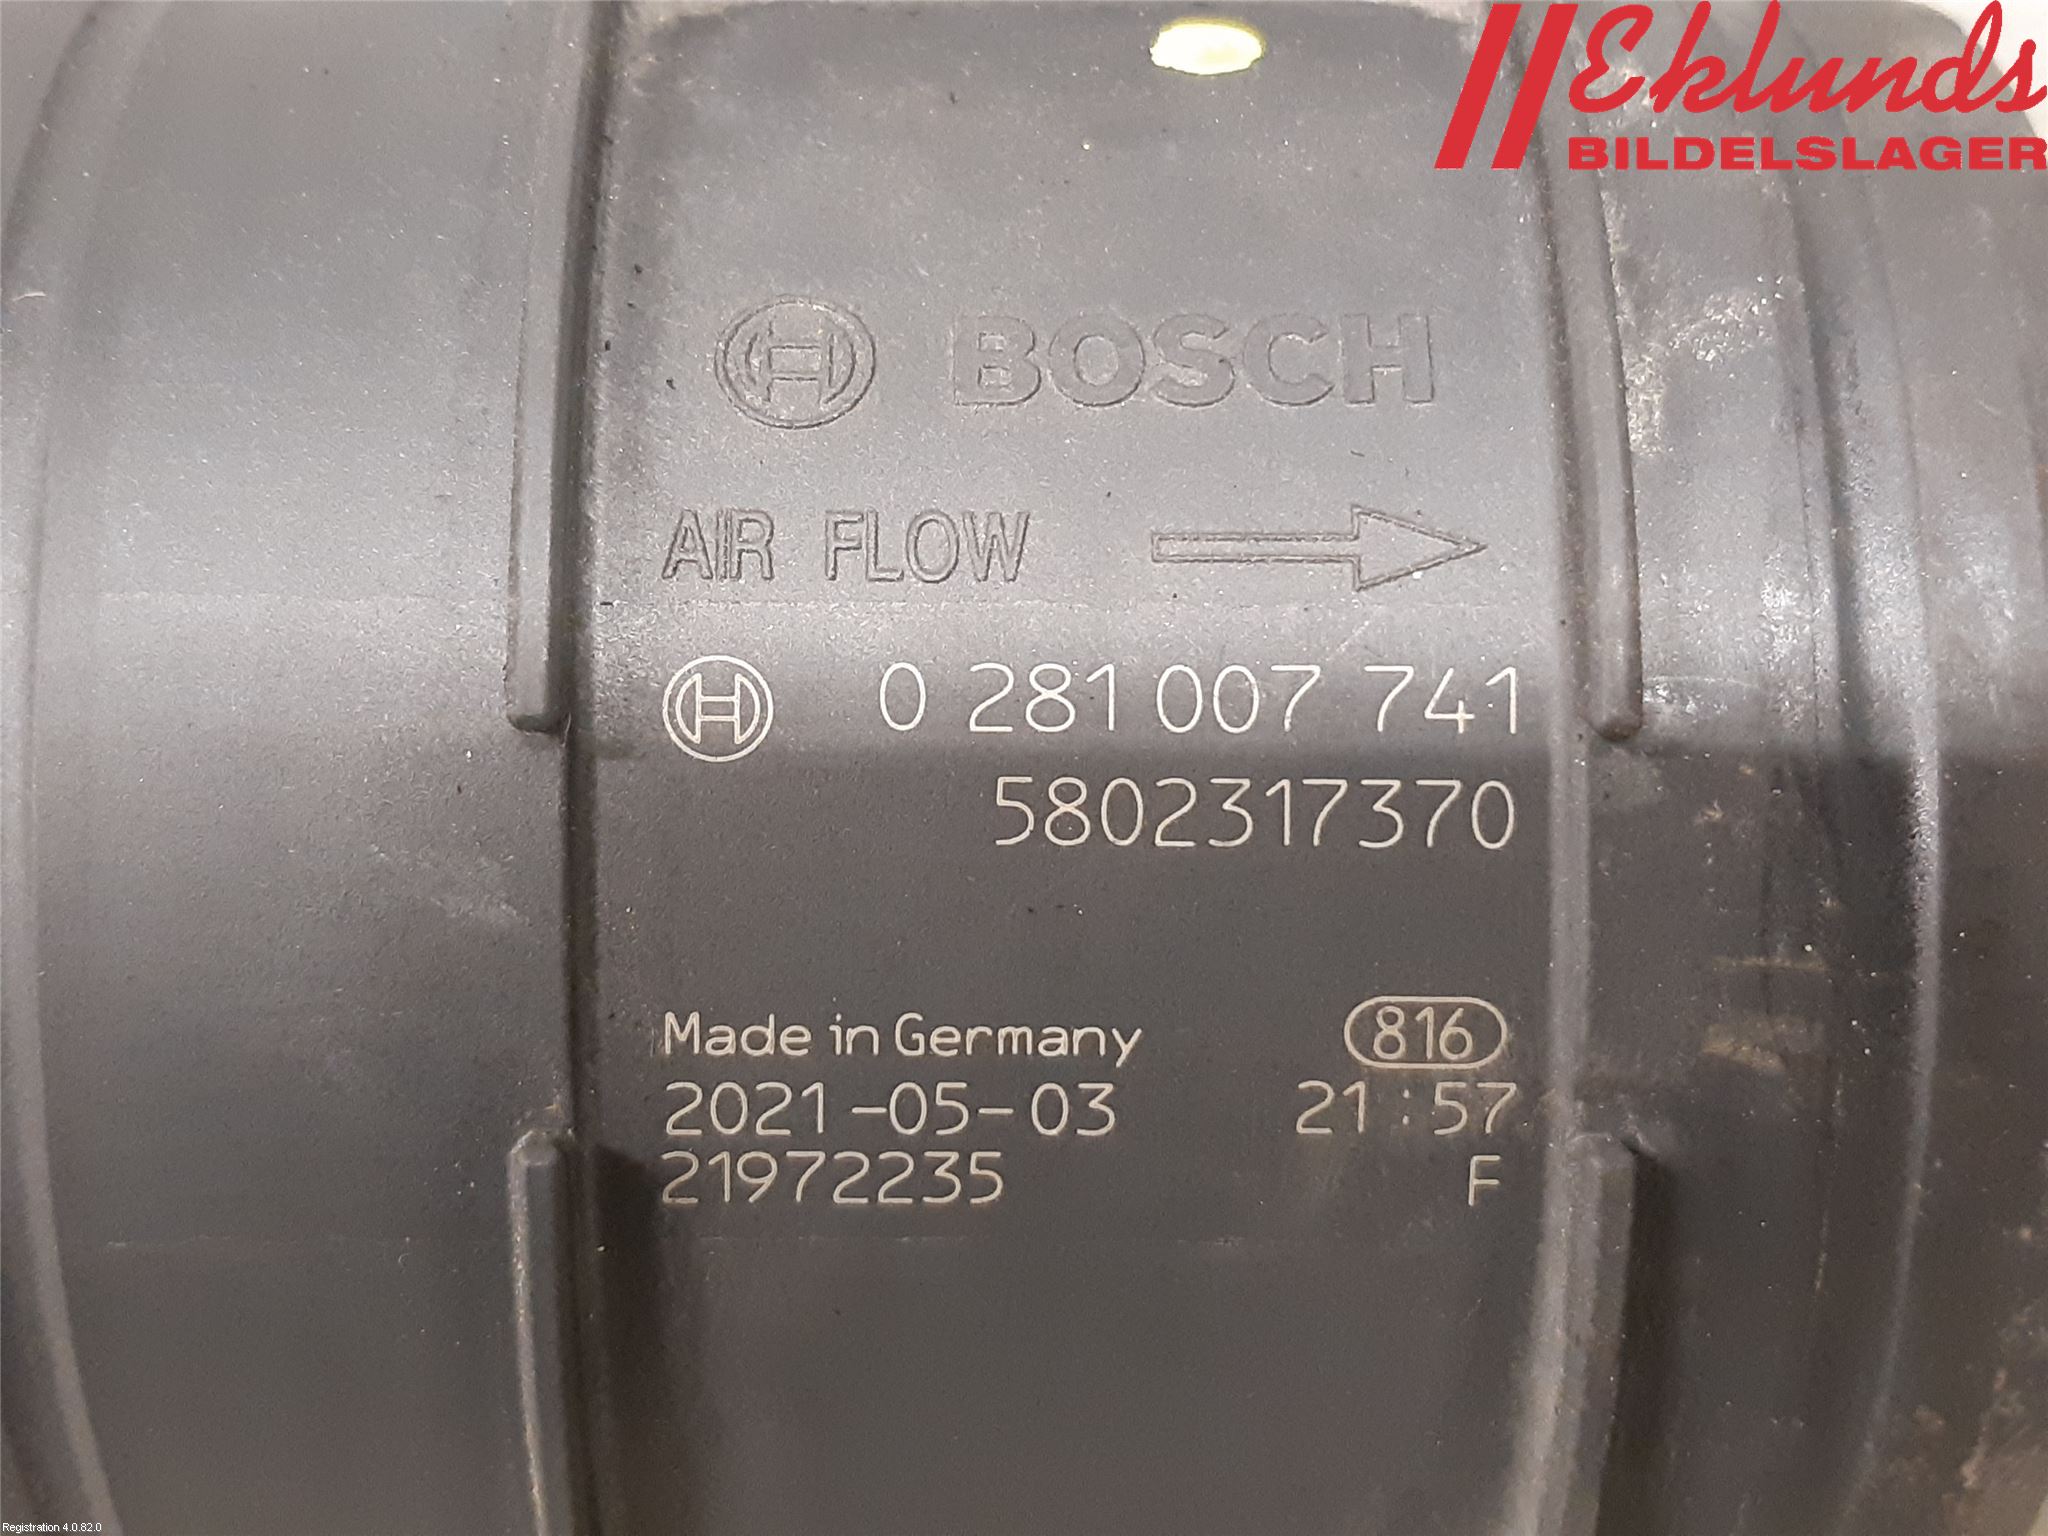 Eklunds
BILDELSLAGER
BOSCH
AIR FLOW
0 281 007 741
5802317370
Made in Germany 816
2021-05-03 21:57
21972235 F
Registration 4.0.82.0